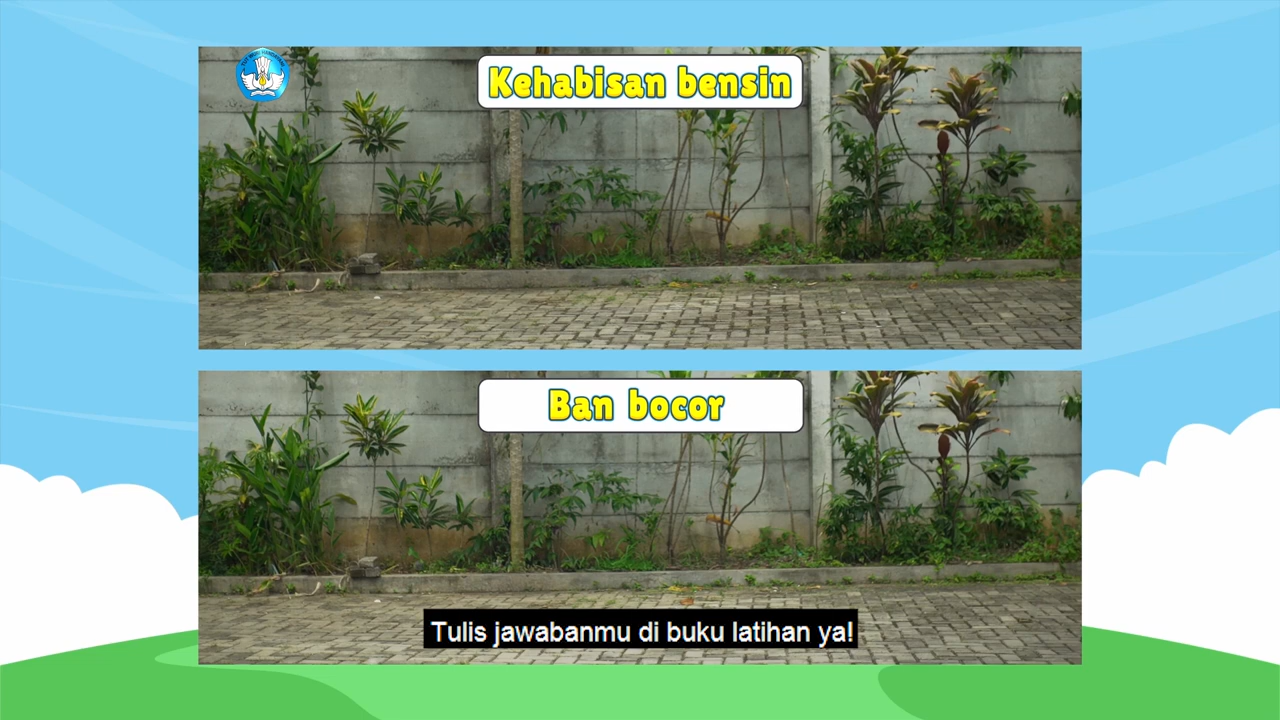 Kehabisan bensin
Ban bocor
Tulis jawabanmu di buku latihan ya!